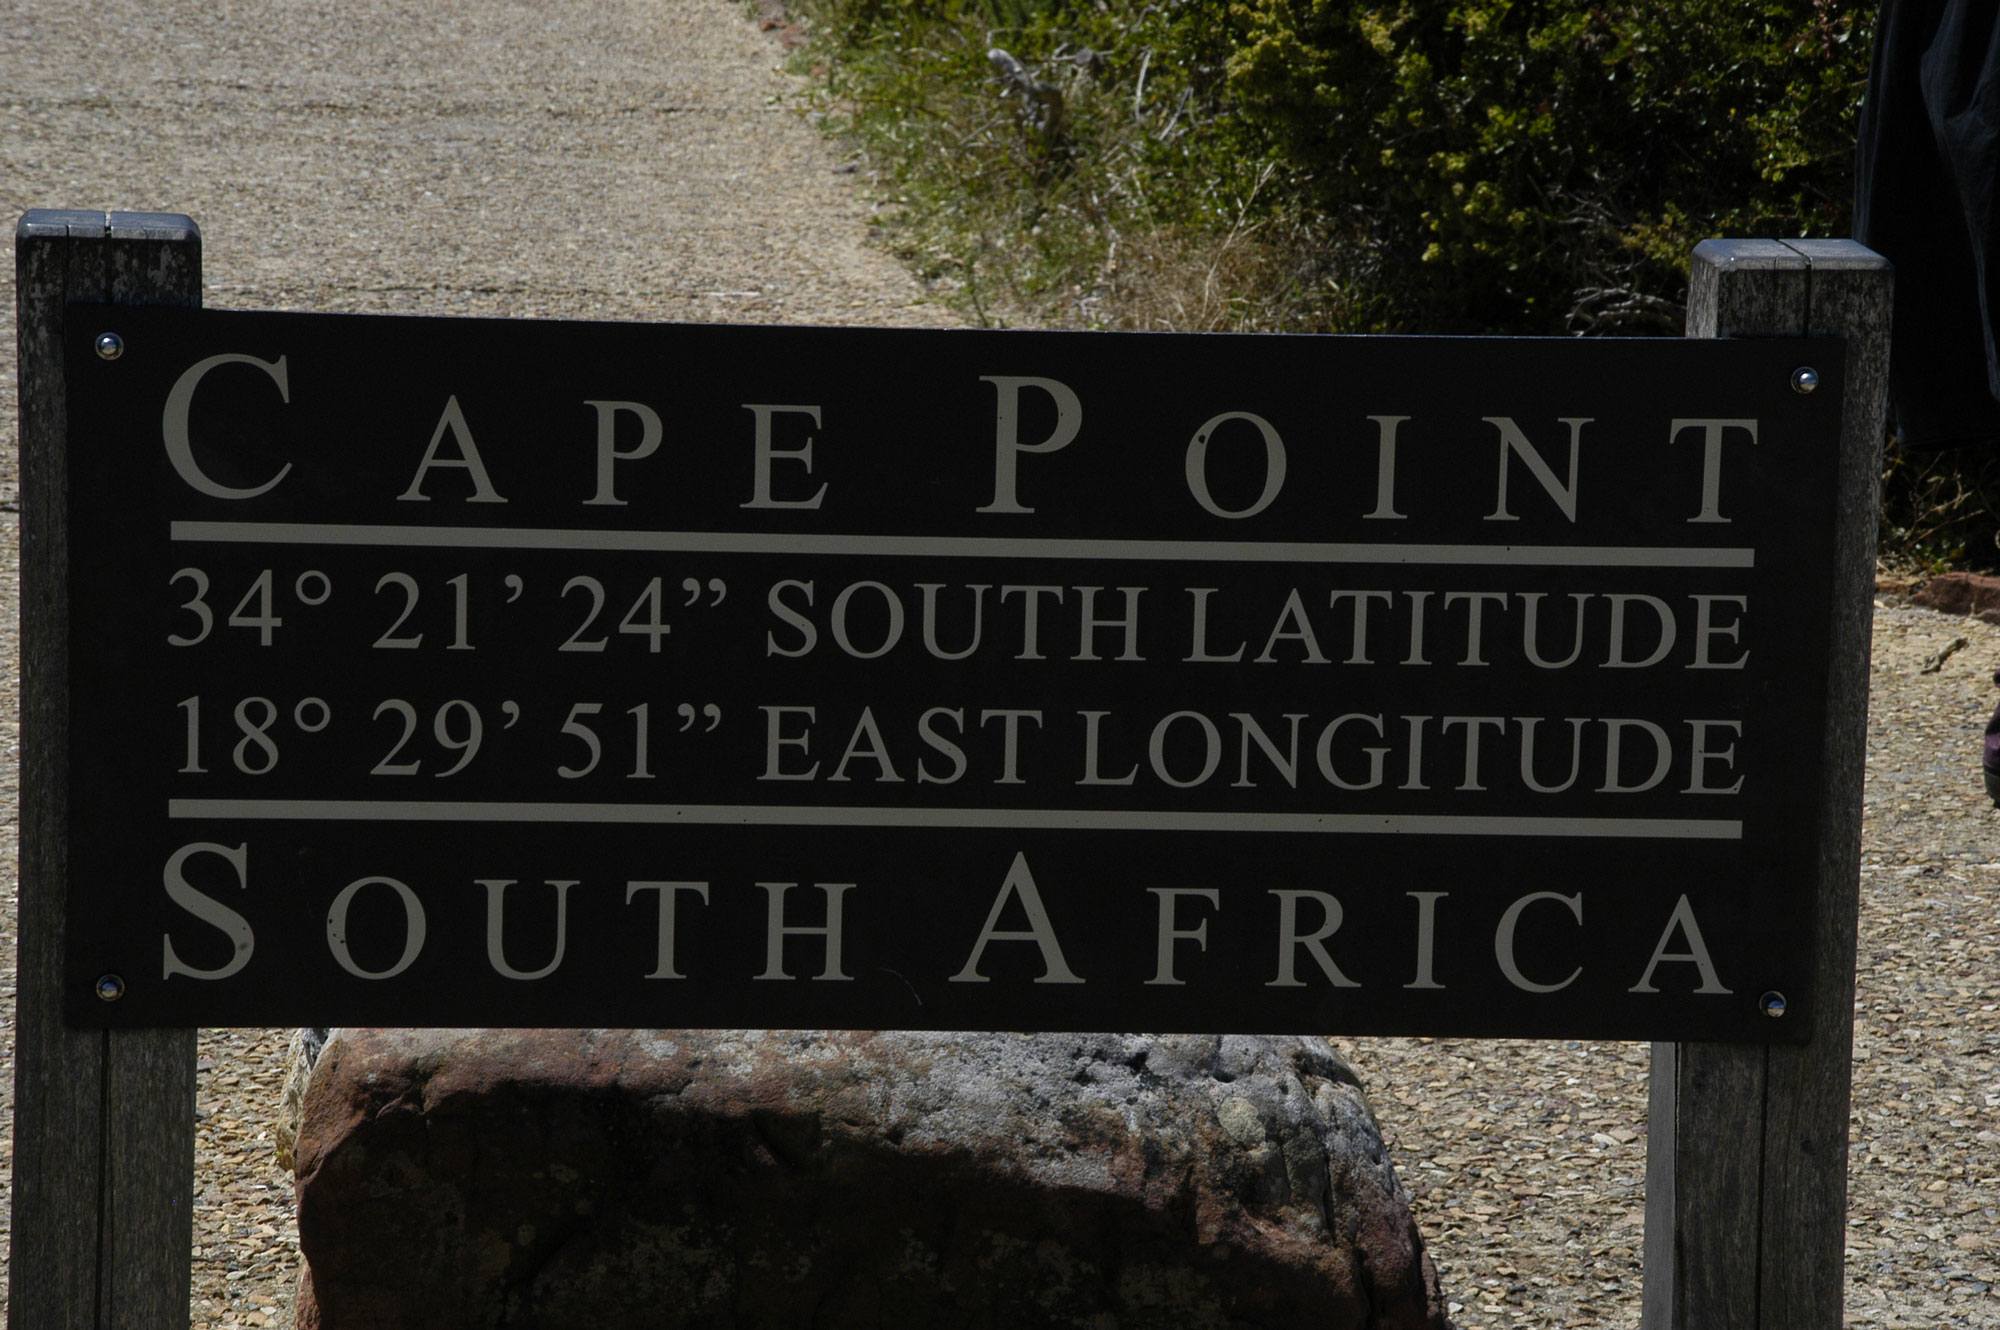 CAPE POINT
34° 21’ 24” SOUTH LATITUDE
18° 29’ 51” EAST LONGITUDE
SOUTH AFRICA